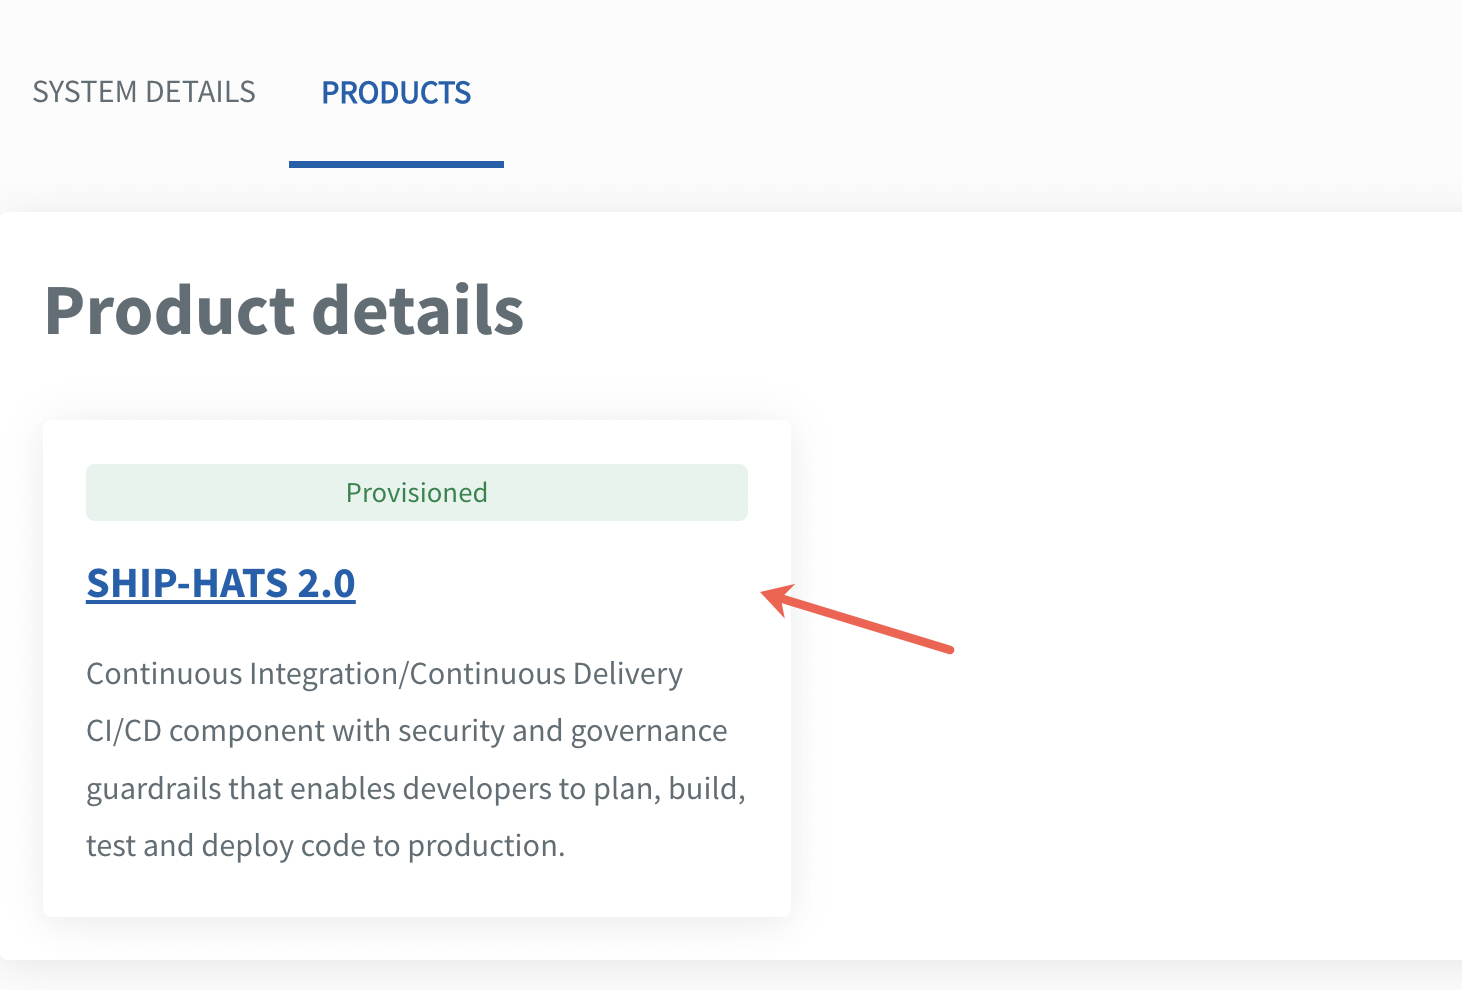 SYSTEM DETAILS PRODUCTS
Product details
Provisioned
SHIP-HATS 2.0
Continuous Integration/Continuous Delivery
CI/CD component with security and governance
guardrails that enables developers to plan, build,
test and deploy code to production.